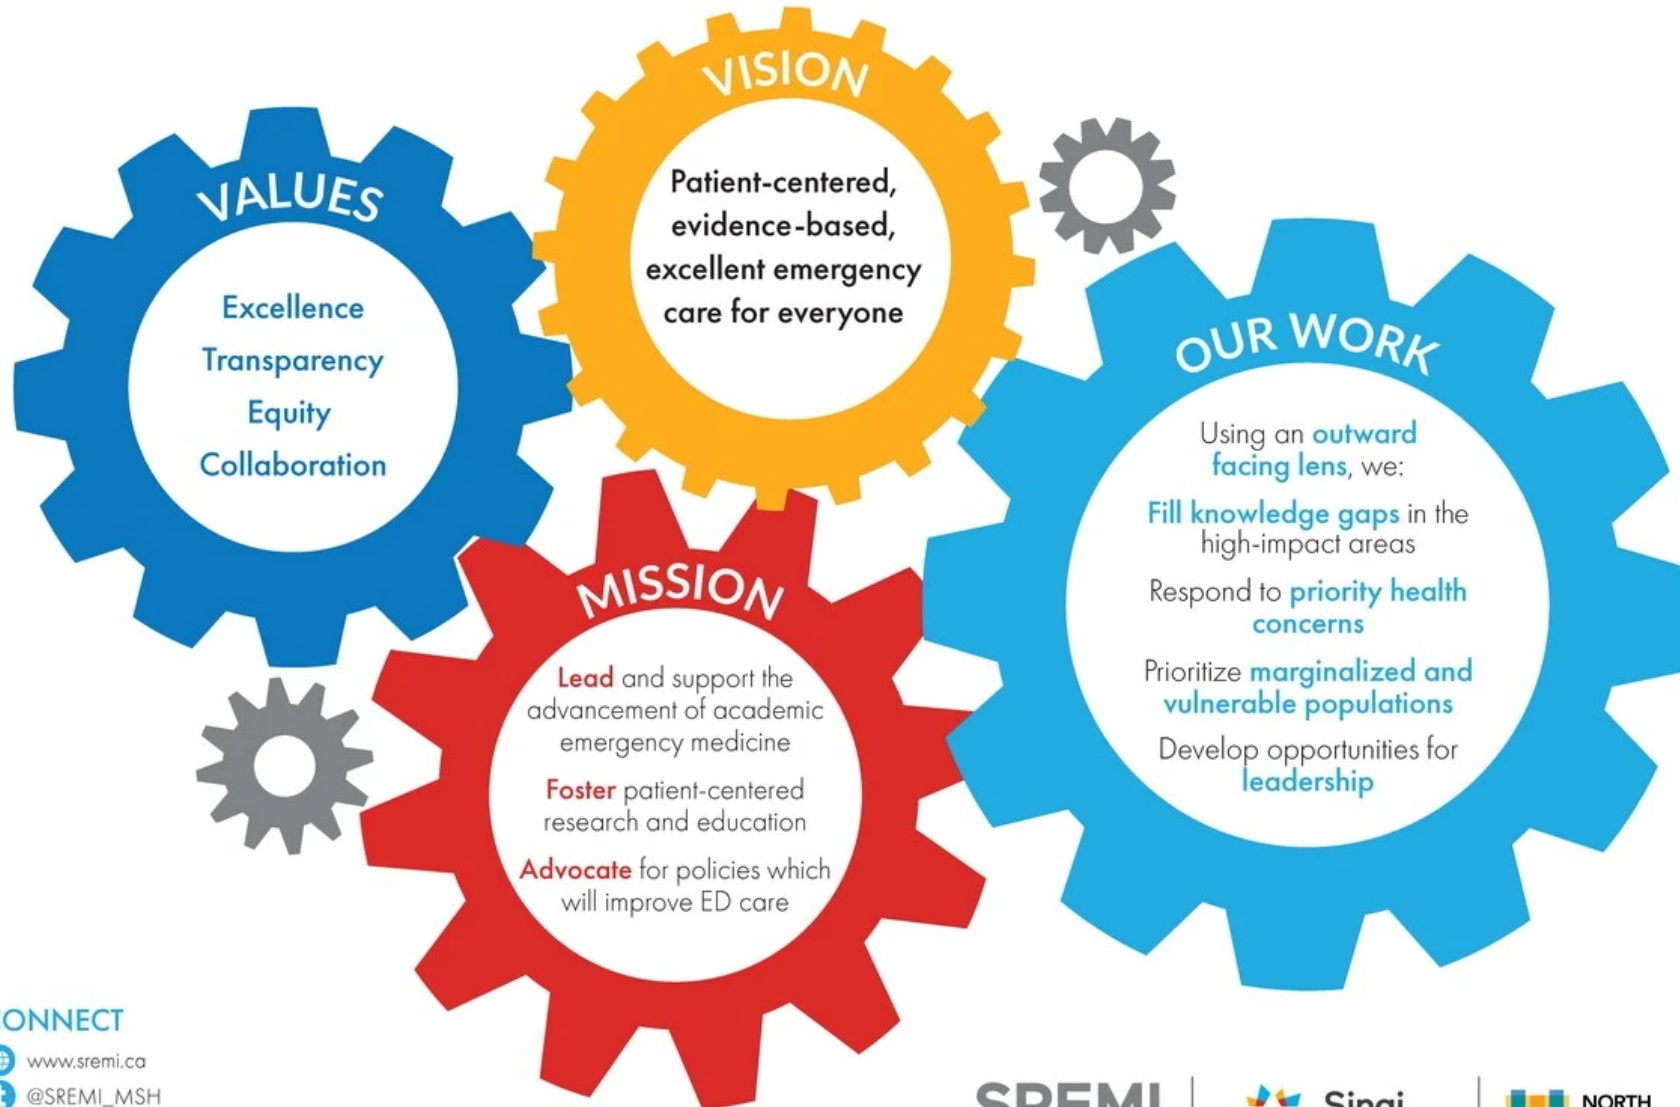 VALUES
Excellence
Transparency
Equity
Collaboration
VISION
Patient-centered,
evidence-based,
excellent emergency
care for everyone
MISSION
Lead and support the
advancement of academic
emergency medicine
Foster patient-centered
research and education
Advocate for policies which
will improve ED care
OUR WORK
Using an outward
facing lens, we:
Fill knowledge gaps in the
high-impact areas
Respond to priority health
concerns
Prioritize marginalized and
vulnerable populations
Develop opportunities for
leadership
CONNECT
www.sremi.ca
@SREMI_MSH
SREMI
Sinai
NORTH